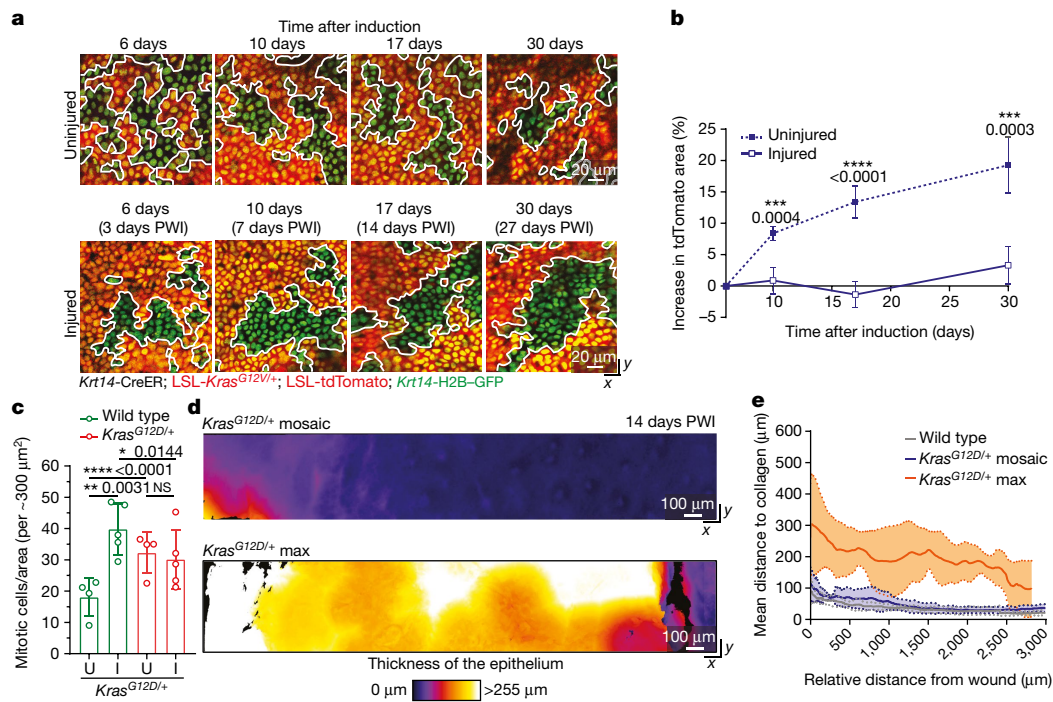 a
Time after induction
6 days
10 days
17 days
30 days
Uninjured
20 μm
6 days
(3 days PWI)
10 days
(7 days PWI)
17 days
(14 days PWI)
30 days
(27 days PWI)
Injured
20 μm
y
x
Krt14-CreER; LSL-KrasG12V/+; LSL-tdTomato; Krt14-H2B–GFP
b
Increase in tdTomato area (%)
25
20
15
10
5
0
–5
Uninjured
Injured
***
0.0004
****
<0.0001
***
0.0003
10
15
20
25
30
Time after induction (days)
c
Wild type
KrasG12D/+
* 0.0144
**** <0.0001
** 0.0031 NS
Mitotic cells/area (per ~300 μm2)
60
50
40
30
20
10
0
U I U I
KrasG12D/+
d
KrasG12D/+ mosaic
14 days PWI
100 μm
y
x
KrasG12D/+ max
100 μm
y
x
Thickness of the epithelium
0 μm
>255 μm
e
Mean distance to collagen (μm)
600
500
400
300
200
100
0
Wild type
KrasG12D/+ mosaic
KrasG12D/+ max
0
500
1,000
1,500
2,000
2,500
3,000
Relative distance from wound (μm)